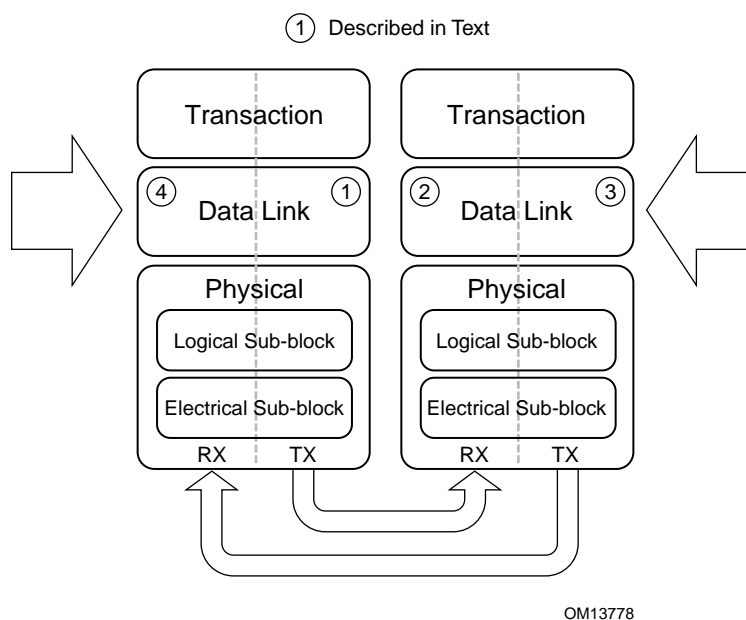 ① Described in Text
Transaction Transaction
④ Data Link ① ② Data Link ③
Physical Physical
Logical Sub-block Logical Sub-block
Electrical Sub-block Electrical Sub-block
RX TX RX TX
OM13778